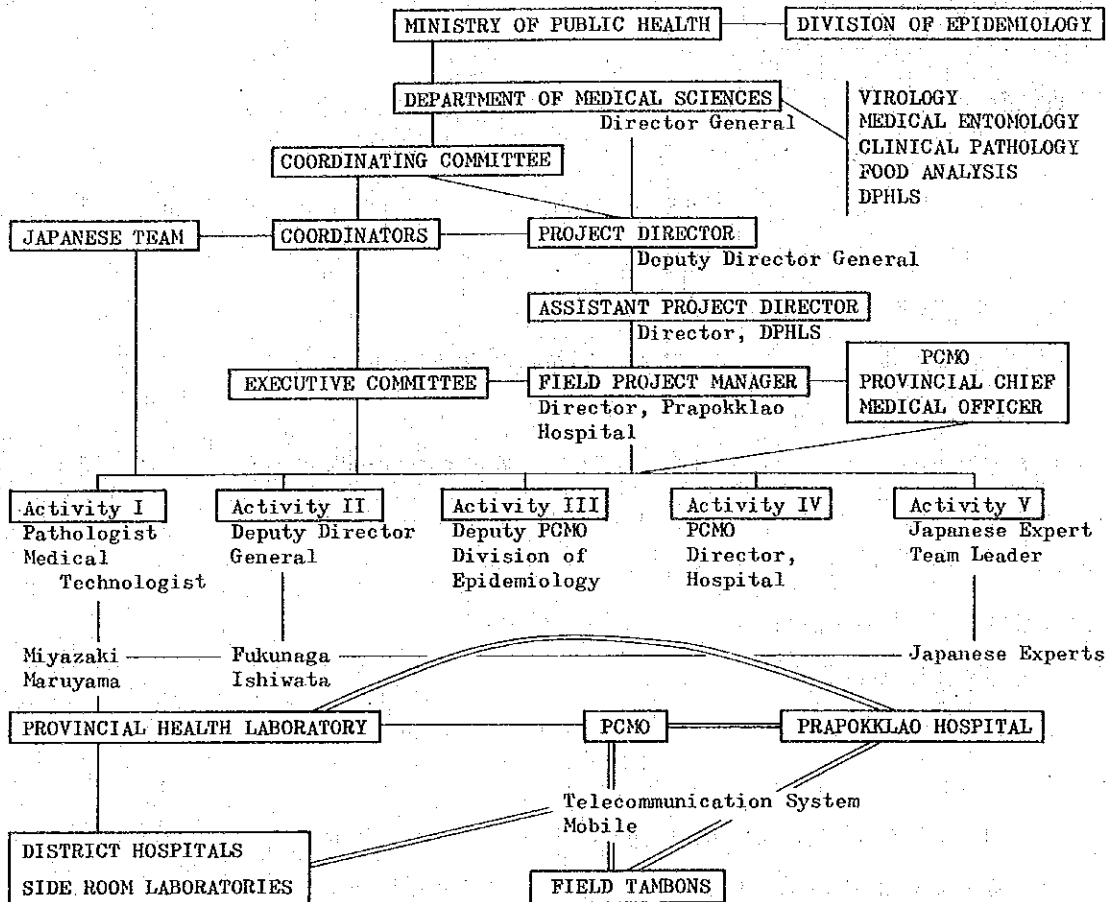 MINISTRY OF PUBLIC HEALTH
DIVISION OF EPIDEMIOLOGY
DEPARTMENT OF MEDICAL SCIENCES
Director General
VIROLOGY
MEDICAL ENTOMOLOGY
CLINICAL PATHOLOGY
FOOD ANALYSIS
DPHLS
COORDINATING COMMITTEE
JAPANESE TEAM
COORDINATORS
PROJECT DIRECTOR
Deputy Director General
ASSISTANT PROJECT DIRECTOR
Director, DPHLS
EXECUTIVE COMMITTEE
FIELD PROJECT MANAGER
Director, Prapokklao
Hospital
PCMO
PROVINCIAL CHIEF
MEDICAL OFFICER
Activity I
Pathologist
Medical
Technologist
Activity II
Deputy Director
General
Activity III
Deputy PCMO
Division of
Epidemiology
Activity IV
PCMO
Director,
Hospital
Activity V
Japanese Expert
Team Leader
Miyazaki
Maruyama
Fukunaga
Ishiwata
Japanese Experts
PROVINCIAL HEALTH LABORATORY
PCMO
PRAPOKKLAO HOSPITAL
Telecommunication System
Mobile
DISTRICT HOSPITALS
SIDE ROOM LABORATORIES
FIELD TAMBONS